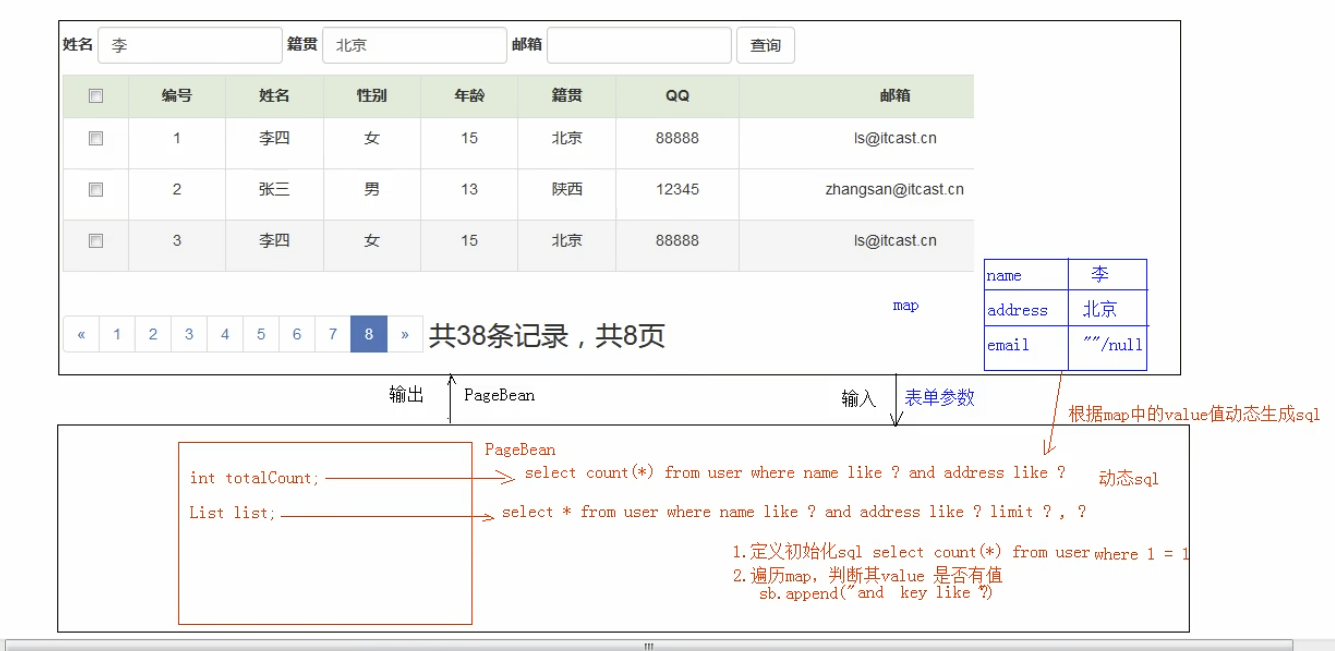 姓名 李 籍贯 北京 邮箱 查询
编号 姓名 性别 年龄 籍贯 QQ 邮箱
1 李四 女 15 北京 88888 ls@itcast.cn
2 张三 男 13 陕西 12345 zhangsan@itcast.cn
3 李四 女 15 北京 88888 ls@itcast.cn
name 李
map
address 北京
email ""/null
« 1 2 3 4 5 6 7 8 » 共38条记录，共8页
输出 PageBean
输入 表单参数
根据map中的value值动态生成sql
PageBean
int totalCount; select count(*) from user where name like ? and address like ? 动态sql
List list; select * from user where name like ? and address like ? limit ? , ?
1.定义初始化sql select count(*) from user where 1 = 1
2.遍历map，判断其value 是否有值
sb.append("and key like ?)